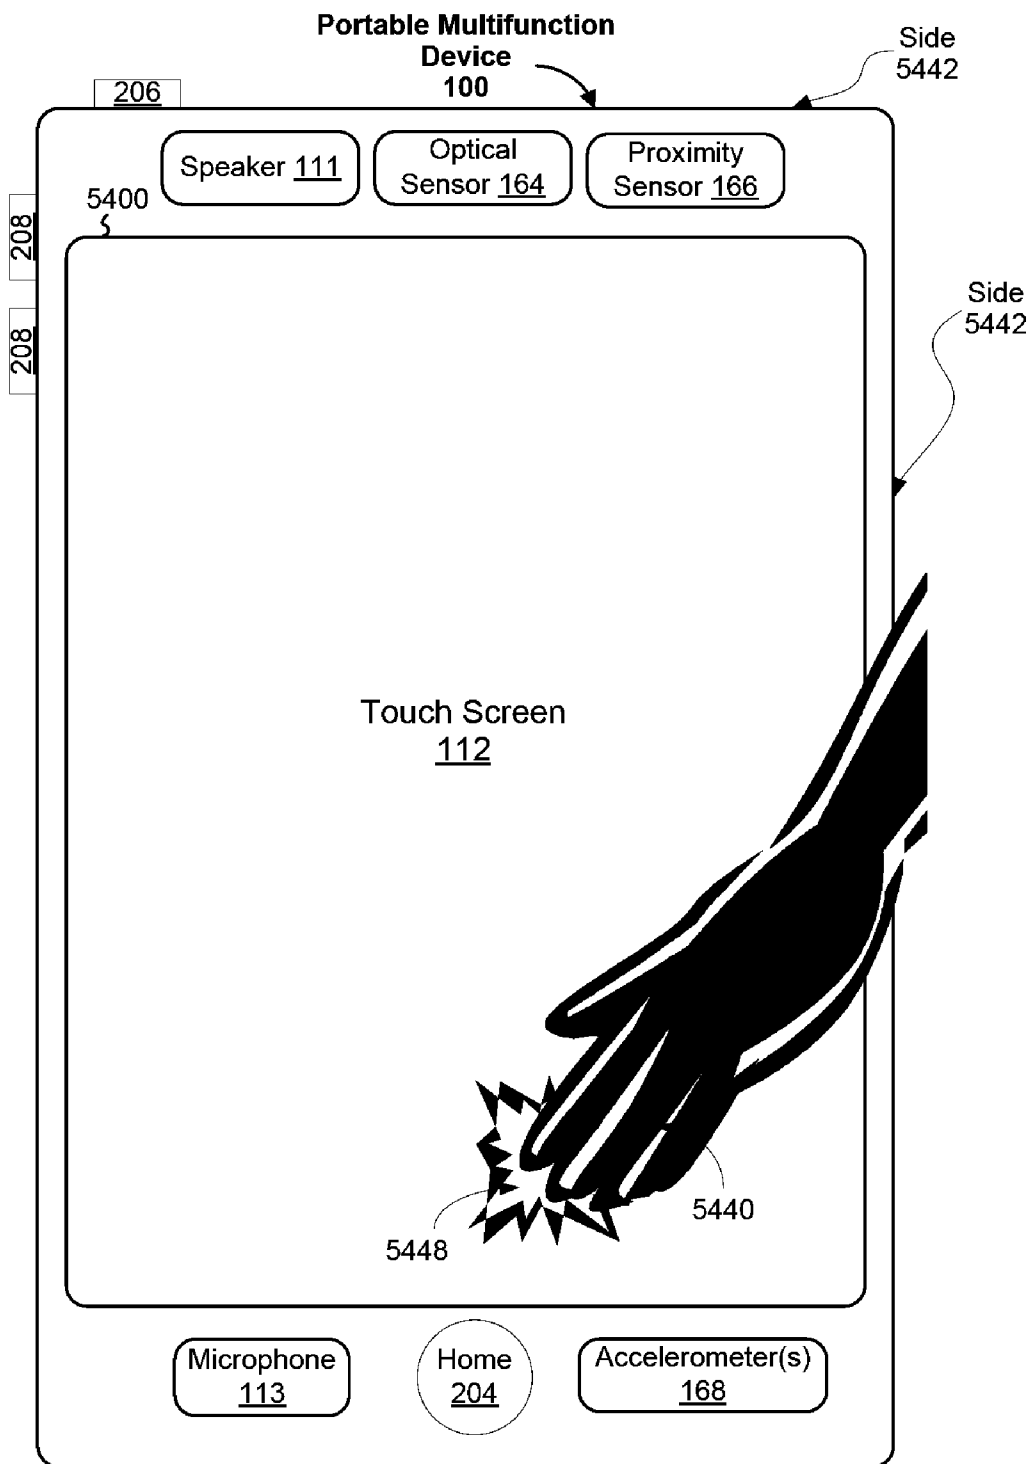 Portable Multifunction
Device
100
Side
5442
206
Speaker 111
Optical
Sensor 164
Proximity
Sensor 166
5400
208
208
Side
5442
Touch Screen
112
5440
5448
Microphone
113
Home
204
Accelerometer(s)
168